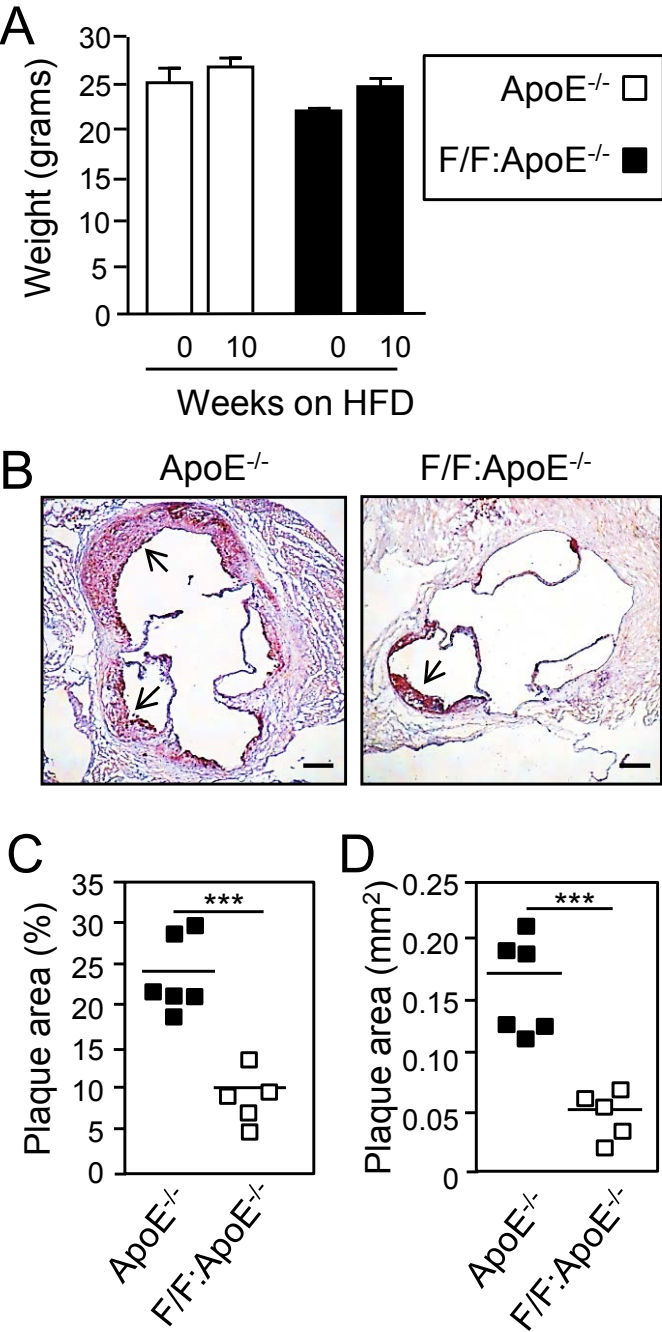 A
Weight (grams)
30
25
20
15
10
5
0
0 10 0 10
Weeks on HFD
ApoE-/-
F/F:ApoE-/-
B
ApoE-/-
F/F:ApoE-/-
C
Plaque area (%)
35
30
25
20
15
10
5
0
***
ApoE-/-
F/F:ApoE-/-
D
Plaque area (mm2)
0.25
0.20
0.15
0.10
0.05
0
***
ApoE-/-
F/F:ApoE-/-